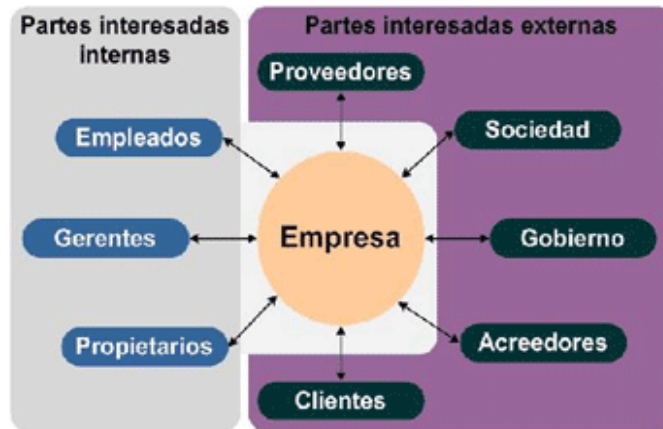 Partes interesadas
internas
Partes interesadas externas
Proveedores
Empleados
Sociedad
Gerentes
Empresa
Gobierno
Propietarios
Acreedores
Clientes